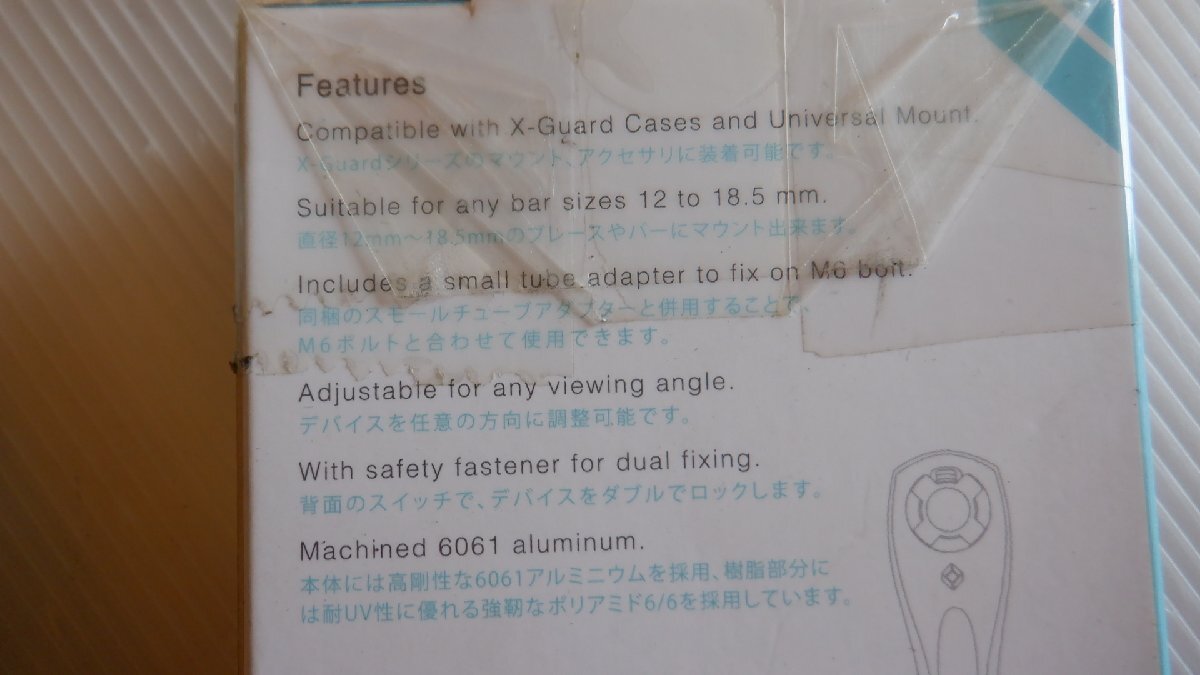 Features
Compatible with X-Guard Cases and Universal Mount.
X-Guardシリーズのマウント、アクセサリに装着可能です。
Suitable for any bar sizes 12 to 18.5 mm.
直径12mm～18.5mmのブレースやバーにマウント出来ます。
Includes a small tube adapter to fix on M6 bolt.
同梱のスモールチューブアダプターと併用することで、
M6ボルトと合わせて使用できます。
Adjustable for any viewing angle.
デバイスを任意の方向に調整可能です。
With safety fastener for dual fixing.
背面のスイッチで、デバイスをダブルでロックします。
Machined 6061 aluminum.
本体には高剛性な6061アルミニウムを採用、樹脂部分に
は耐UV性に優れる強靭なポリアミド6/6を採用しています。